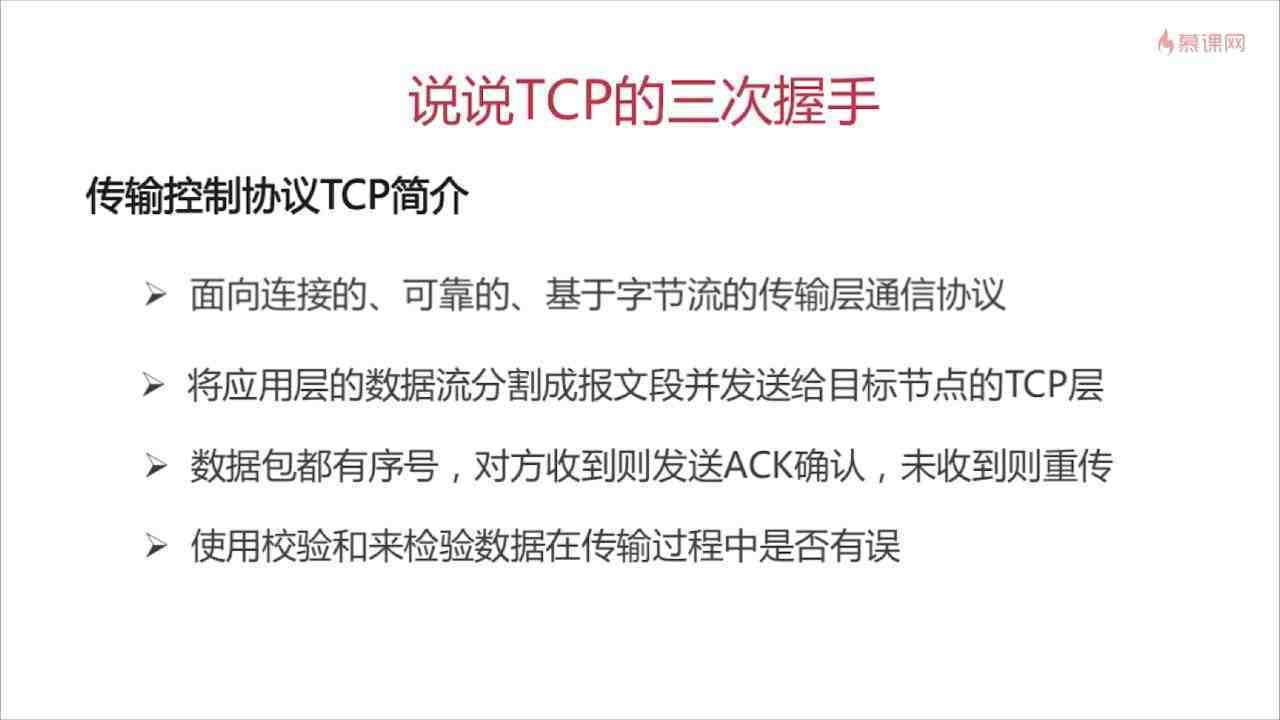 慕课网
说说TCP的三次握手
传输控制协议TCP简介
面向连接的、可靠的、基于字节流的传输层通信协议
将应用层的数据流分割成报文段并发送给目标节点的TCP层
数据包都有序号，对方收到则发送ACK确认，未收到则重传
使用校验和来检验数据在传输过程中是否有误